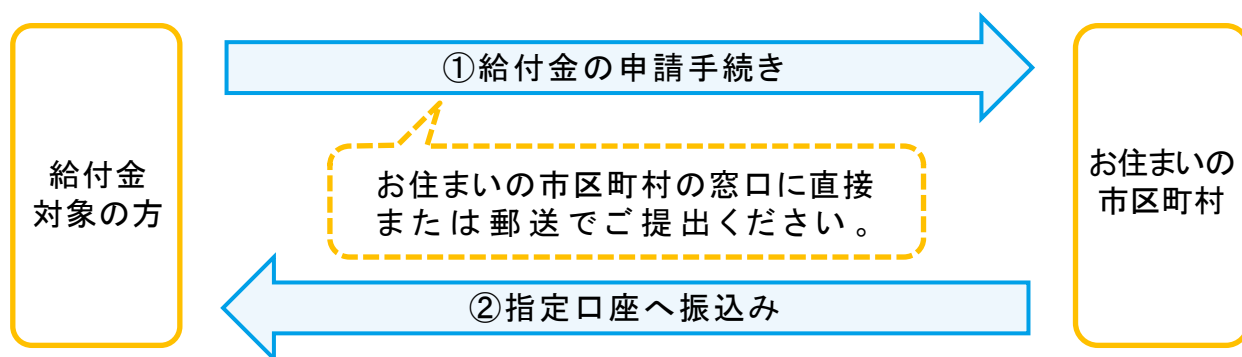 給付金
対象の方
①給付金の申請手続き
お住まいの市区町村の窓口に直接
または郵送でご提出ください。
②指定口座へ振込み
お住まいの
市区町村